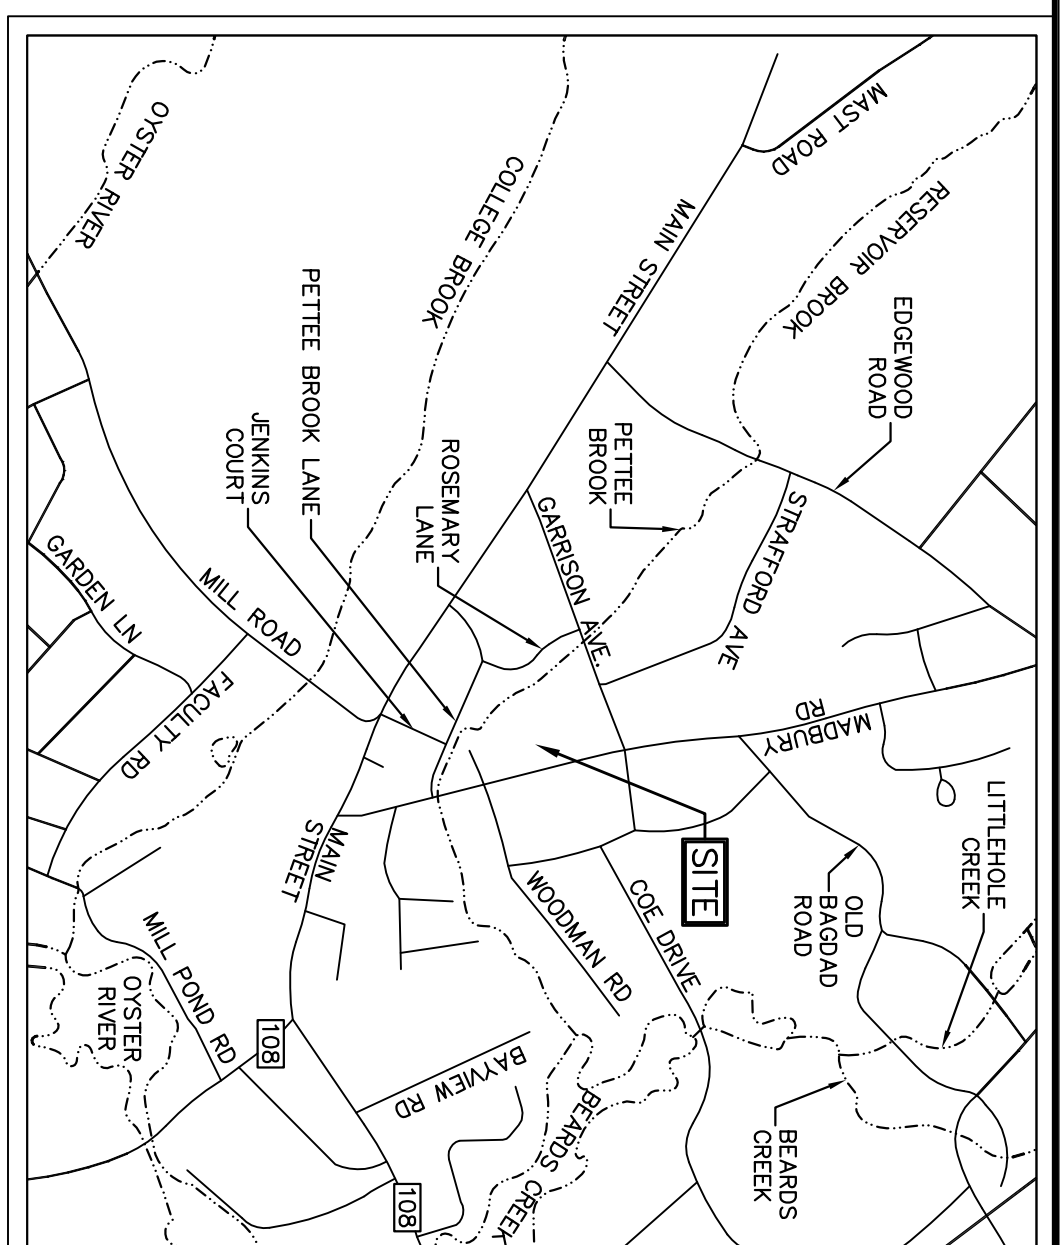 MAST ROAD
RESERVOIR BROOK
OYSTER RIVER
COLLEGE BROOK
MAIN STREET
EDGEWOOD
ROAD
PETTEE BROOK LANE
JENKINS
COURT
ROSEMARY
LANE
PETTEE
BROOK
GARRISON AVE.
STRAFFORD AVE
GARDEN LN
MILL ROAD
FACULTY RD
MADBURY
RD
LITTLEHOLE
CREEK
SITE
MAIN
STREET
WOODMAN RD
COE DRIVE
OLD
BAGDAD
ROAD
MILL POND RD
OYSTER
RIVER
108
BAYVIEW RD
BEARDS CREEK
BEARDS
CREEK
108